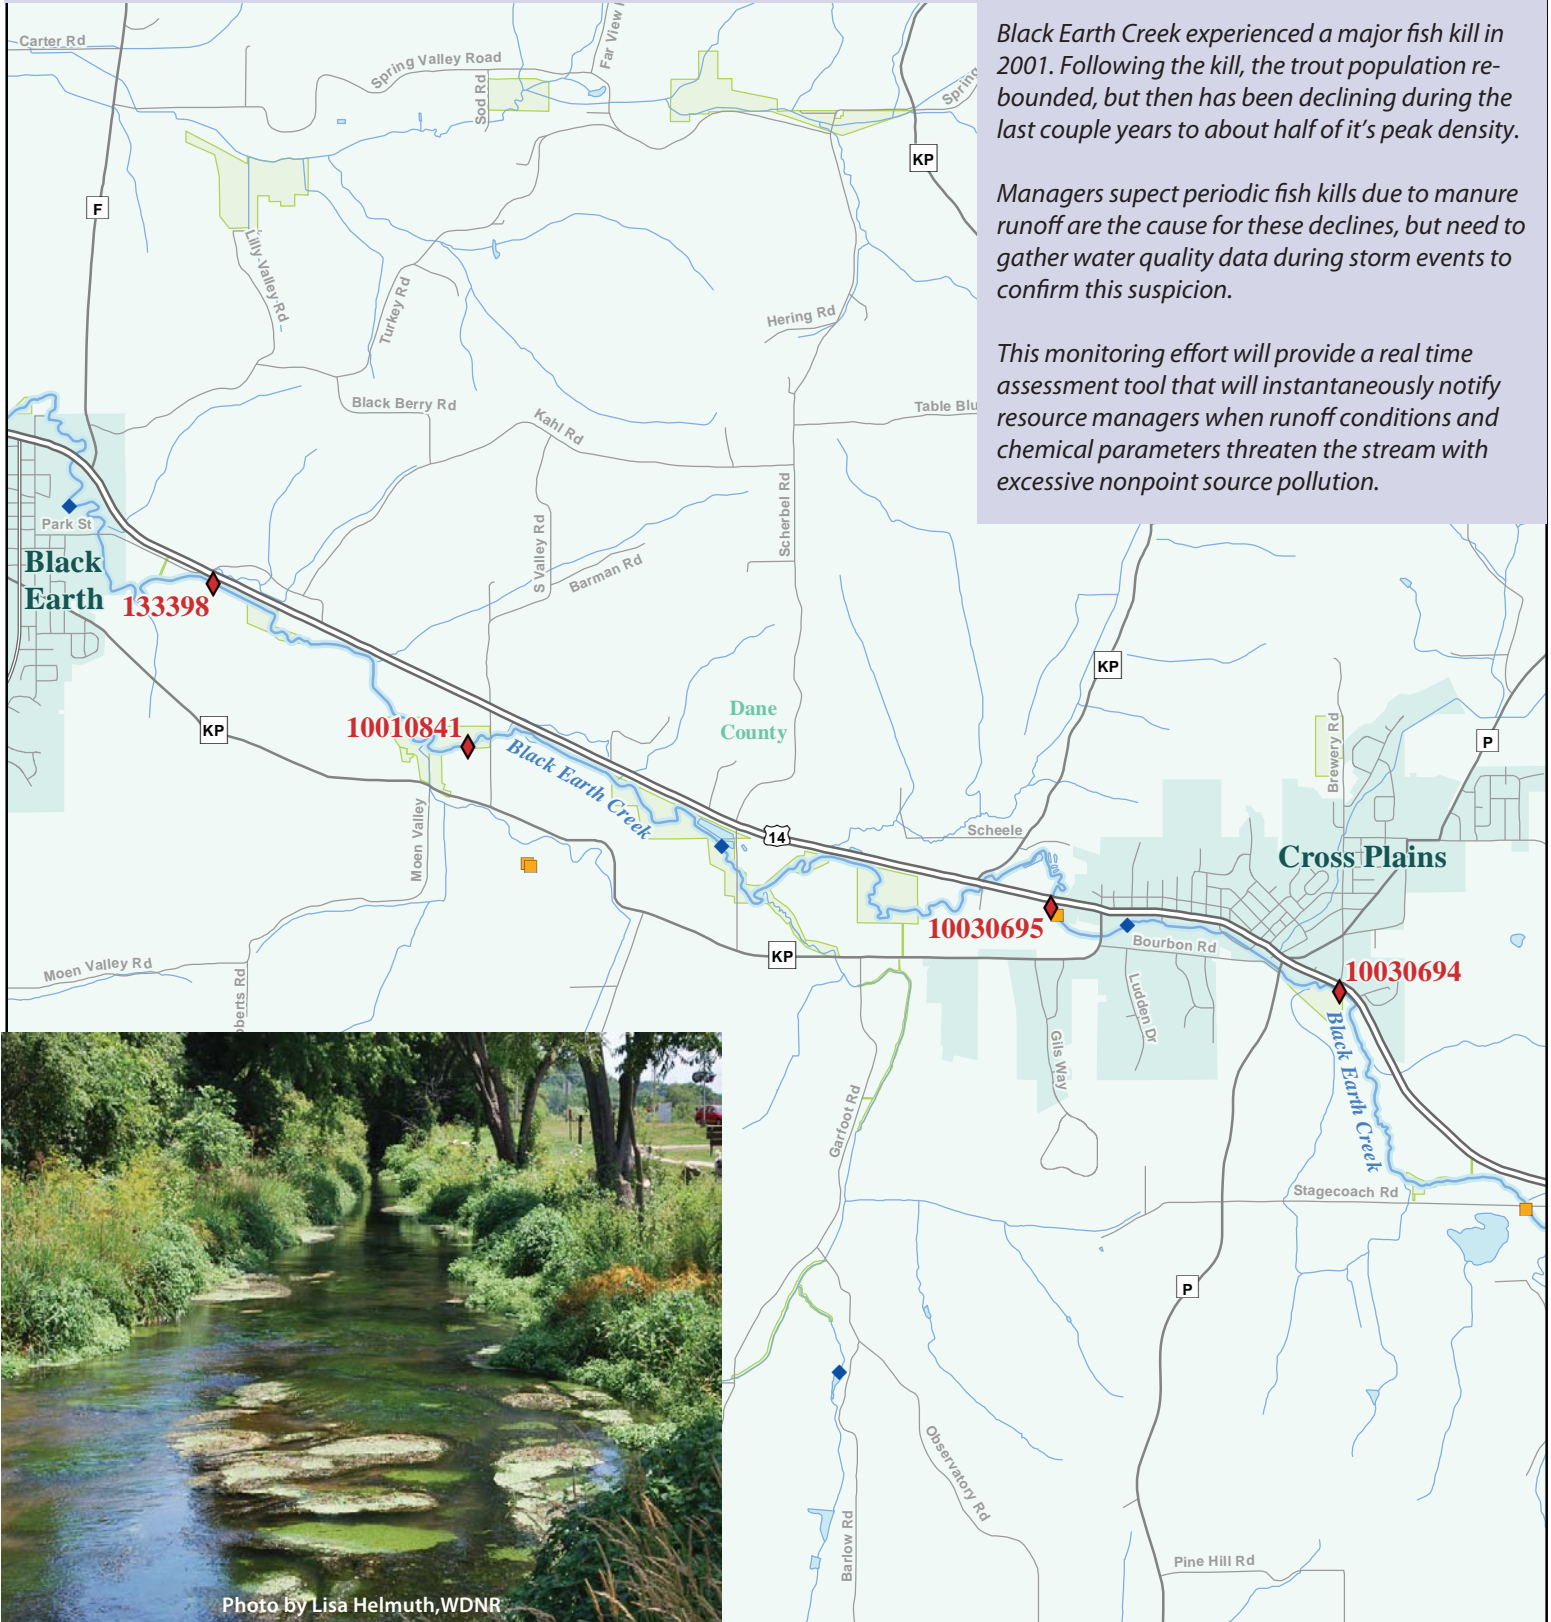 Black Earth Creek experienced a major fish kill in
2001. Following the kill, the trout population re-
bounded, but then has been declining during the
last couple years to about half of it's peak density.
Managers supect periodic fish kills due to manure
runoff are the cause for these declines, but need to
gather water quality data during storm events to
confirm this suspicion.
This monitoring effort will provide a real time
assessment tool that will instantaneously notify
resource managers when runoff conditions and
chemical parameters threaten the stream with
excessive nonpoint source pollution.
Carter Rd
Spring Valley Road
Far View
Sod Rd
Spring
KP
F
Lilly Valley Rd
Turkey Rd
Hering Rd
Black Berry Rd
Kahl Rd
Table Blu
Scherbel Rd
S Valley Rd
Barman Rd
Park St
Black
Earth
133398
KP
KP
10010841
Black Earth Creek
Dane
County
Brewery Rd
P
Moen Valley
14
Scheele
Cross Plains
10030695
Bourbon Rd
KP
10030694
Moen Valley Rd
oberts Rd
Ludden Dr
Gils Way
Black Earth Creek
Garfoot Rd
Stagecoach Rd
P
Observatory Rd
Barlow Rd
Pine Hill Rd
Photo by Lisa Helmuth,WDNR